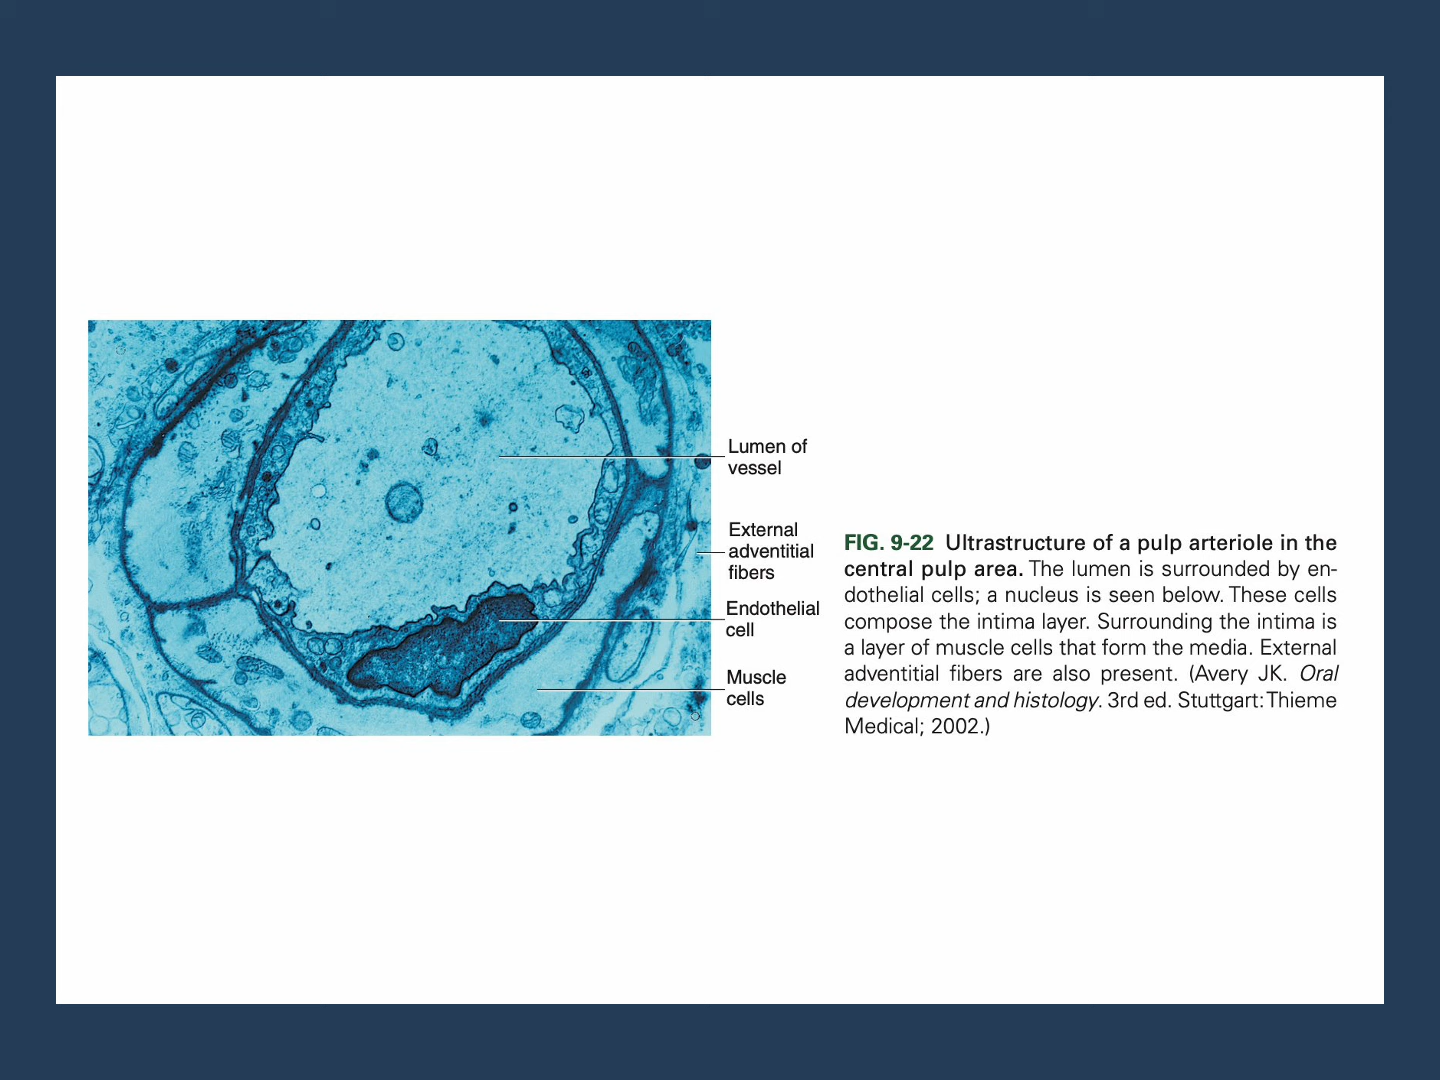 Lumen of
vessel
External
adventitial
fibers
Endothelial
cell
Muscle
cells
FIG. 9-22 Ultrastructure of a pulp arteriole in the
central pulp area. The lumen is surrounded by en-
dothelial cells; a nucleus is seen below. These cells
compose the intima layer. Surrounding the intima is
a layer of muscle cells that form the media. External
adventitial fibers are also present. (Avery JK. Oral
development and histology. 3rd ed. Stuttgart: Thieme
Medical; 2002.)